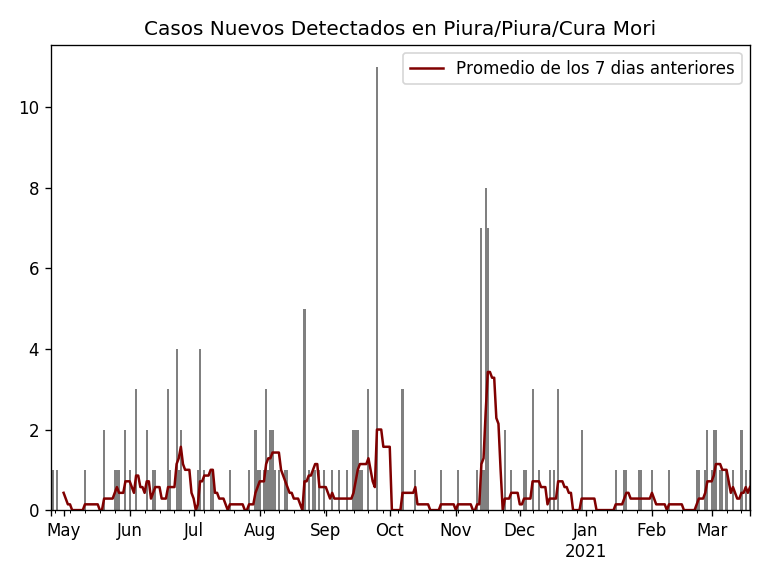 Casos Nuevos Detectados en Piura/Piura/Cura Mori
Promedio de los 7 dias anteriores
10
8
6
4
2
0
May Jun Jul Aug Sep Oct Nov Dec Jan Feb Mar
2021